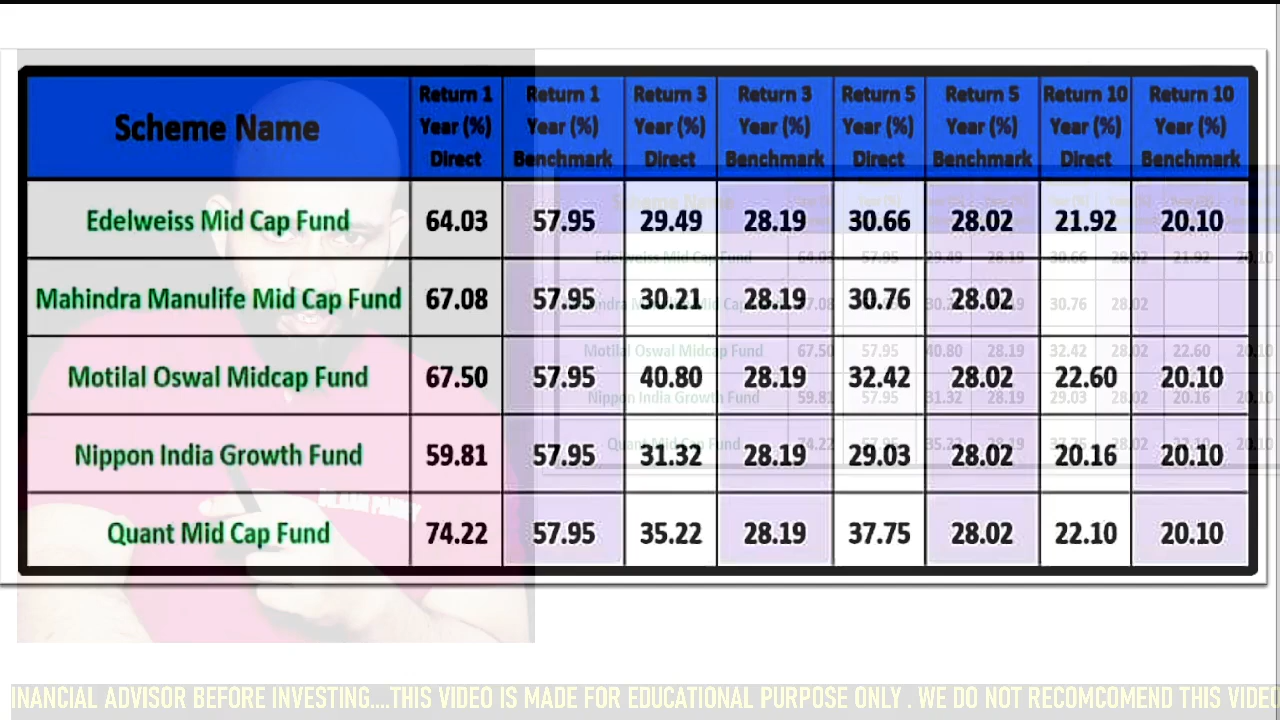 Scheme Name Return 1 Year (%) Direct Return 1 Year (%) Benchmark Return 3 Year (%) Direct Return 3 Year (%) Benchmark Return 5 Year (%) Direct Return 5 Year (%) Benchmark Return 10 Year (%) Direct Return 10 Year (%) Benchmark
Edelweiss Mid Cap Fund 64.03 57.95 29.49 28.19 30.66 28.02 21.92 20.10
Mahindra Manulife Mid Cap Fund 67.08 57.95 30.21 28.19 30.76 28.02
Motilal Oswal Midcap Fund 67.50 57.95 40.80 28.19 32.42 28.02 22.60 20.10
Nippon India Growth Fund 59.81 57.95 31.32 28.19 29.03 28.02 20.16 20.10
Quant Mid Cap Fund 74.22 57.95 35.22 28.19 37.75 28.02 22.10 20.10
INANCIAL ADVISOR BEFORE INVESTING....THIS VIDEO IS MADE FOR EDUCATIONAL PURPOSE ONLY . WE DO NOT RECOMCOMEND THIS VIDEO